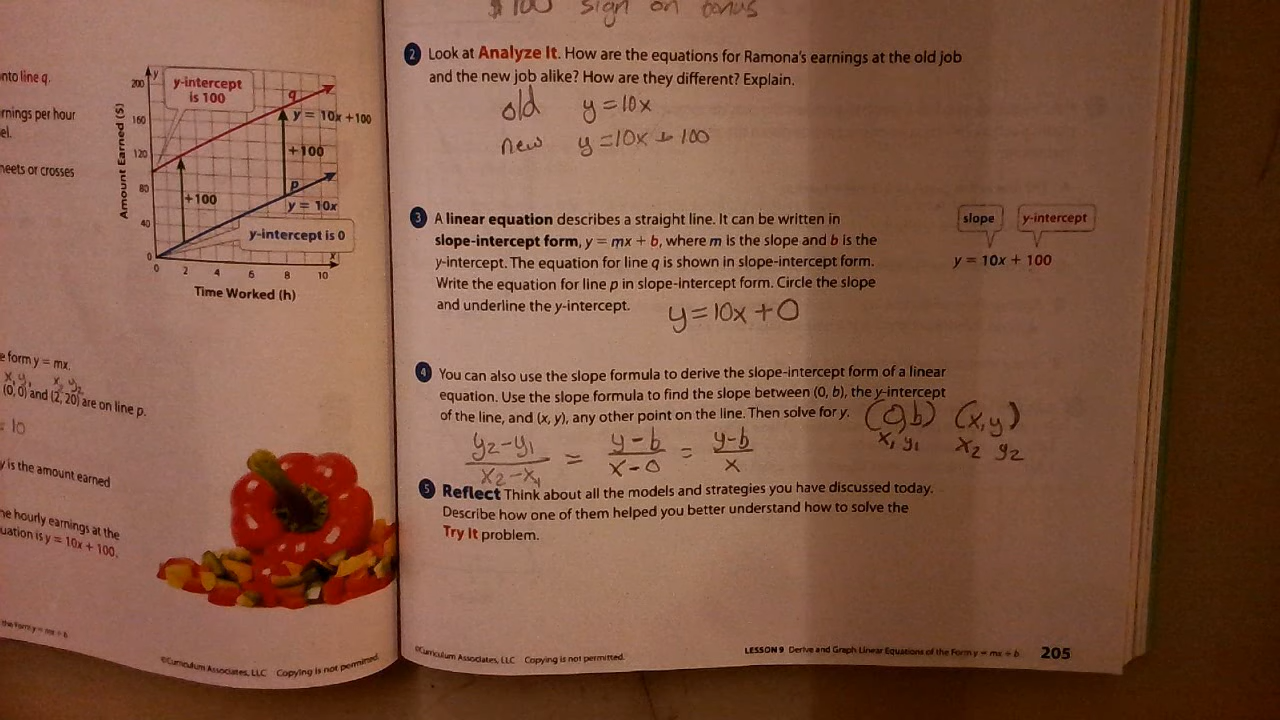 nto line q.
rnings per hour
el.
neets or crosses
y
200
160
120
80
40
0
0 2 4 6 8 10
x
Amount Earned ($)
Time Worked (h)
y-intercept
is 100
q
y = 10x +100
+100
+100
p
y = 10x
y-intercept is 0
e form y = mx.
x, y, x2 y2
(0, 0) and (2, 20) are on line p.
= 10
y is the amount earned
he hourly earnings at the
uation is y = 10x + 100.
the form y = mx + b
©Curriculum Associates, LLC Copying is not permitted.
$100 sign on bonus
2 Look at Analyze It. How are the equations for Ramona's earnings at the old job
and the new job alike? How are they different? Explain.
old y = 10x
new y = 10x + 100
3 A linear equation describes a straight line. It can be written in
slope-intercept form, y = mx + b, where m is the slope and b is the
y-intercept. The equation for line q is shown in slope-intercept form.
Write the equation for line p in slope-intercept form. Circle the slope
and underline the y-intercept.
y = 10x + 0
slope y-intercept
y = 10x + 100
4 You can also use the slope formula to derive the slope-intercept form of a linear
equation. Use the slope formula to find the slope between (0, b), the y-intercept
of the line, and (x, y), any other point on the line. Then solve for y.
(0,b) (x,y)
x1 y1 x2 y2
y2-y1 / x2-x1 = y-b / x-0 = y-b / x
5 Reflect Think about all the models and strategies you have discussed today.
Describe how one of them helped you better understand how to solve the
Try It problem.
©Curriculum Associates, LLC Copying is not permitted.
LESSON 9 Derive and Graph Linear Equations of the Form y = mx + b 205